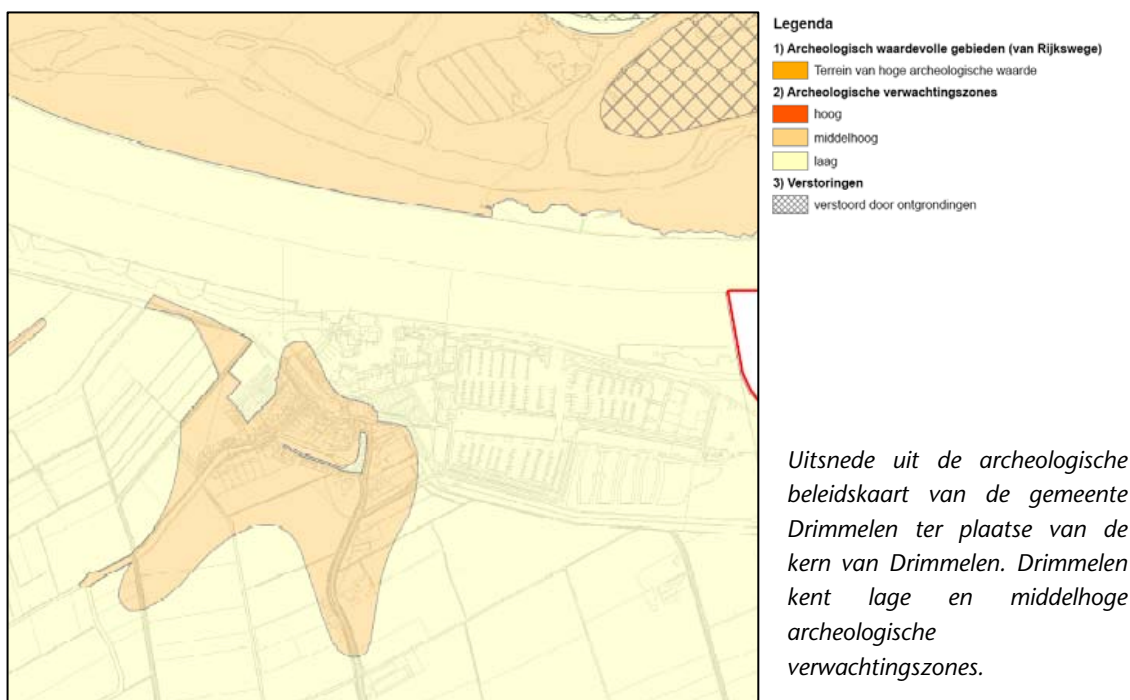 Legenda
1) Archeologisch waardevolle gebieden (van Rijkswege)
Terrein van hoge archeologische waarde
2) Archeologische verwachtingszones
hoog
middelhoog
laag
3) Verstoringen
verstoord door ontgrondingen
Uitsnede uit de archeologische
beleidskaart van de gemeente
Drimmelen ter plaatse van de
kern van Drimmelen. Drimmelen
kent lage en middelhoge
archeologische
verwachtingszones.